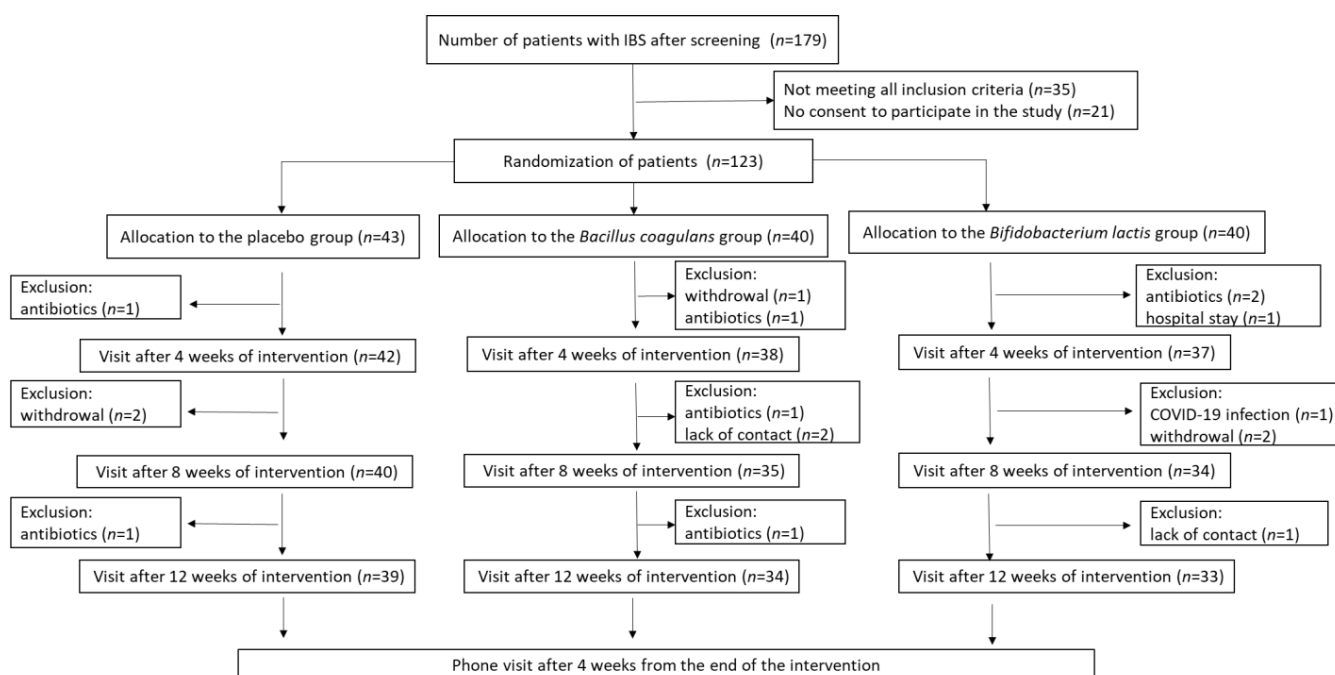 Number of patients with IBS after screening (n=179)
Not meeting all inclusion criteria (n=35)
No consent to participate in the study (n=21)
Randomization of patients (n=123)
Allocation to the placebo group (n=43)
Allocation to the Bacillus coagulans group (n=40)
Allocation to the Bifidobacterium lactis group (n=40)
Exclusion:
antibiotics (n=1)
Exclusion:
withdrawal (n=1)
antibiotics (n=1)
Exclusion:
antibiotics (n=2)
hospital stay (n=1)
Visit after 4 weeks of intervention (n=42)
Visit after 4 weeks of intervention (n=38)
Visit after 4 weeks of intervention (n=37)
Exclusion:
withdrawal (n=2)
Exclusion:
antibiotics (n=1)
lack of contact (n=2)
Exclusion:
COVID-19 infection (n=1)
withdrawal (n=2)
Visit after 8 weeks of intervention (n=40)
Visit after 8 weeks of intervention (n=35)
Visit after 8 weeks of intervention (n=34)
Exclusion:
antibiotics (n=1)
Exclusion:
antibiotics (n=1)
Exclusion:
lack of contact (n=1)
Visit after 12 weeks of intervention (n=39)
Visit after 12 weeks of intervention (n=34)
Visit after 12 weeks of intervention (n=33)
Phone visit after 4 weeks from the end of the intervention